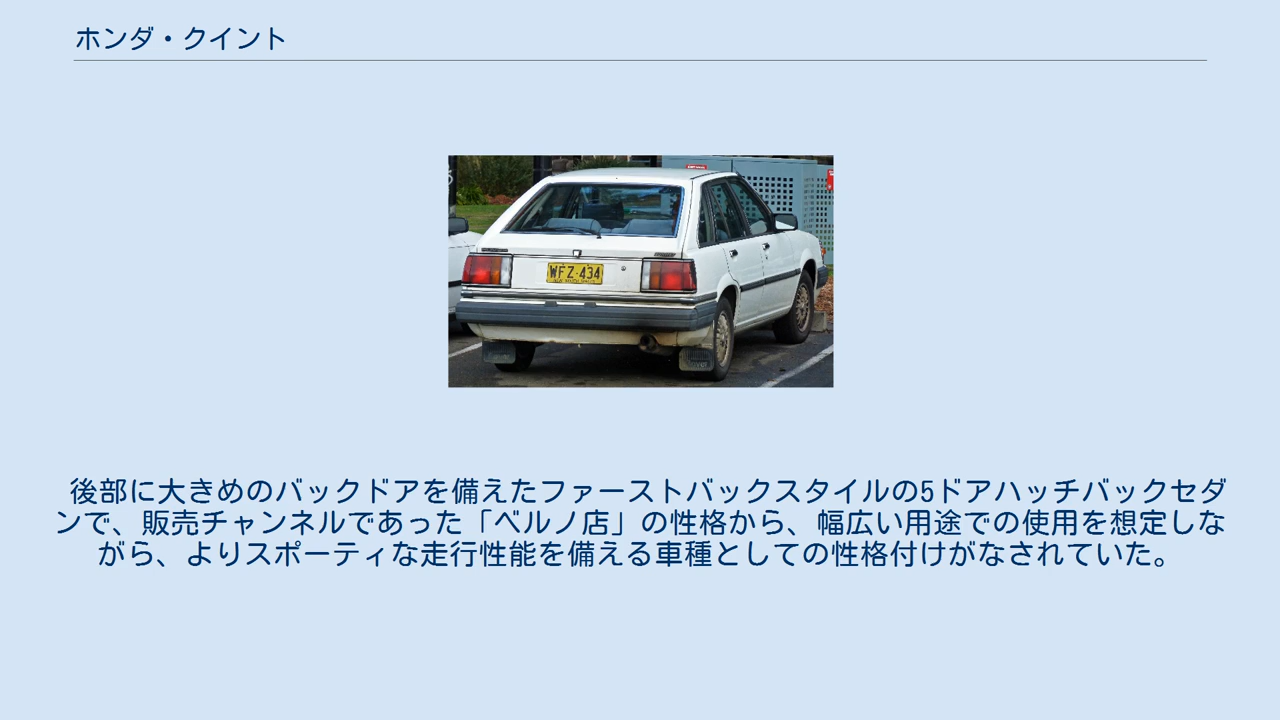 ホンダ・クイント
WFZ·434
後部に大きめのバックドアを備えたファーストバックスタイルの5ドアハッチバックセダ
ンで、販売チャンネルであった「ベルノ店」の性格から、幅広い用途での使用を想定しな
がら、よりスポーティな走行性能を備える車種としての性格付けがなされていた。